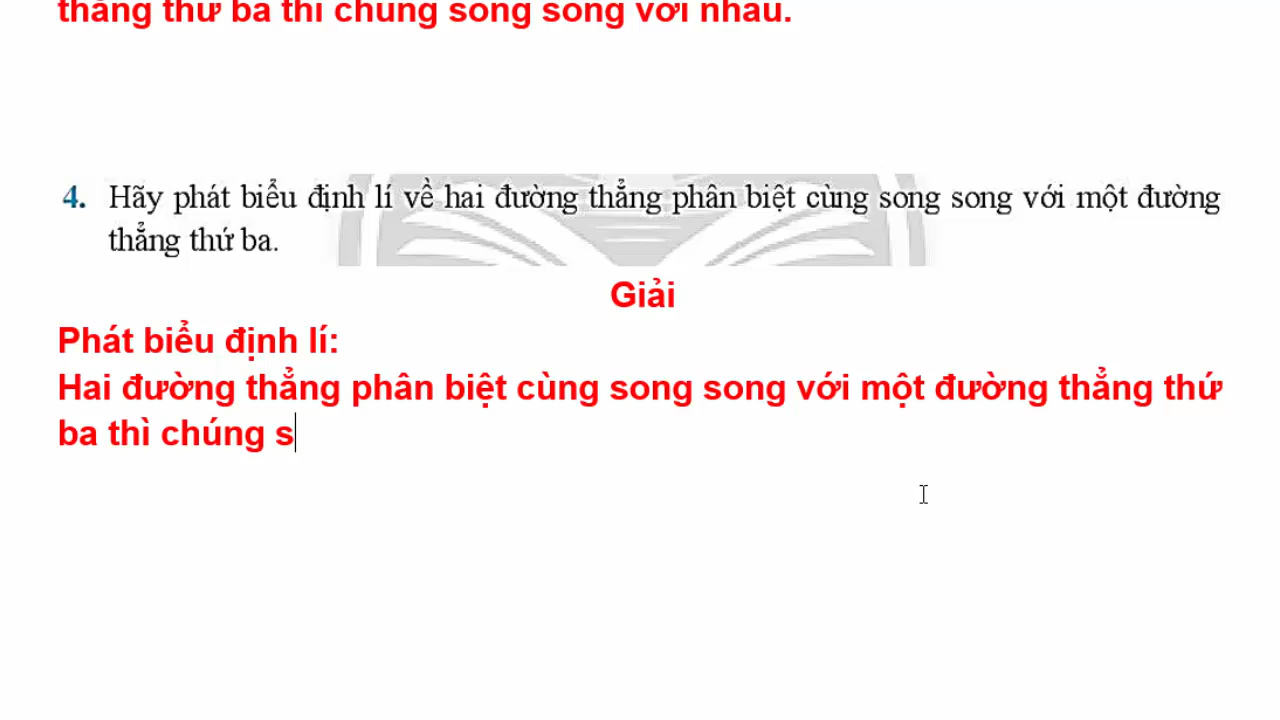 thẳng thứ ba thì chúng song song với nhau.
4. Hãy phát biểu định lí về hai đường thẳng phân biệt cùng song song với một đường
thẳng thứ ba.
Giải
Phát biểu định lí:
Hai đường thẳng phân biệt cùng song song với một đường thẳng thứ
ba thì chúng s